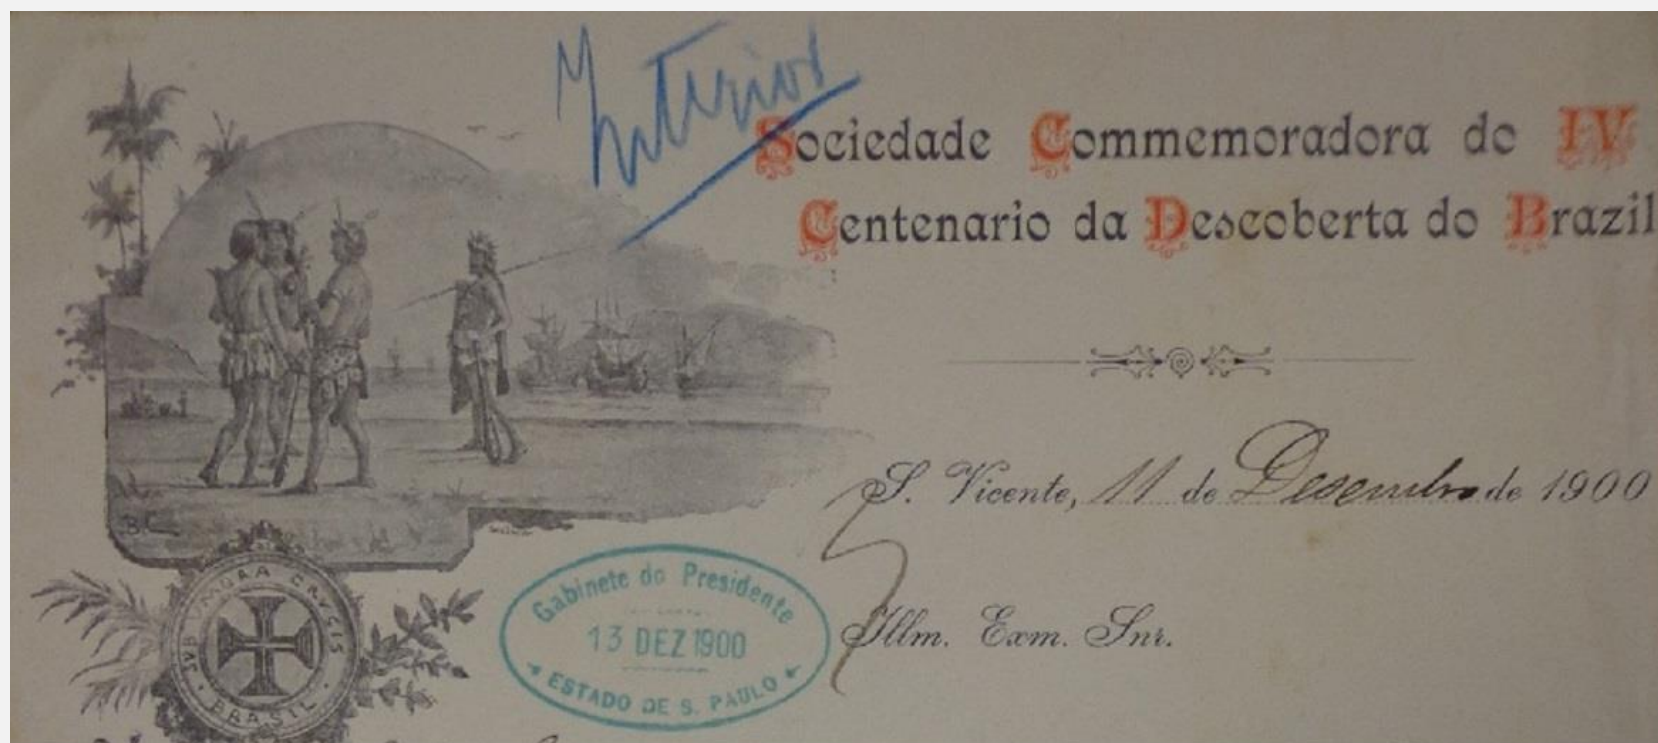 Interior
Sociedade Commemoradora do IV
Centenario da Descoberta do Brazil
S. Vicente, 11 de Desembro de 1900
Gabinete do Presidente
13 DEZ 1900
ESTADO DE S. PAULO
Illm. Exm. Snr.
BRASIL